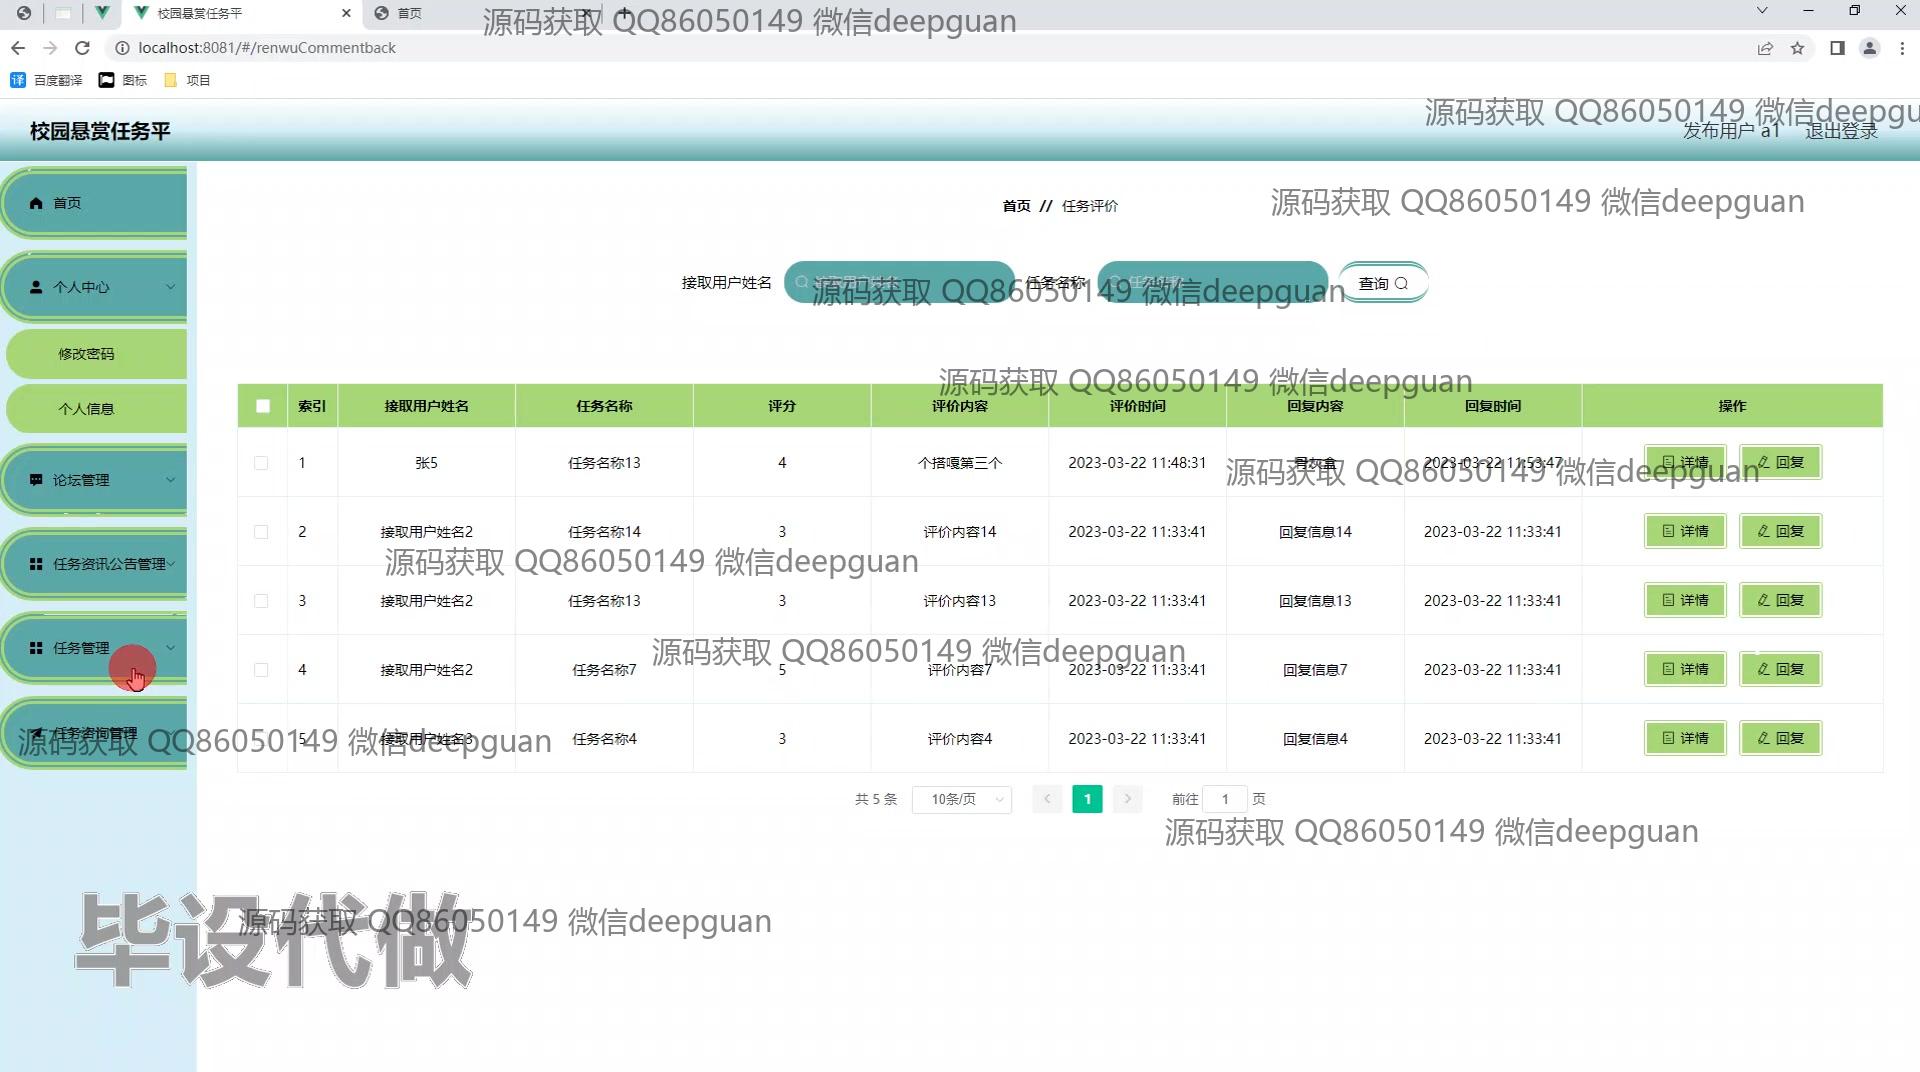 校园悬赏任务平
首页
源码获取 QQ86050149 微信deepguan
localhost:8081/#/renwuCommentback
百度翻译 图标 项目
校园悬赏任务平
源码获取 QQ86050149 微信deepgu
发布用户 a1 退出登录
首页
个人中心
修改密码
个人信息
论坛管理
任务资讯公告管理
任务管理
任务咨询管理
首页 // 任务评价
源码获取 QQ86050149 微信deepguan
接取用户姓名 接取用户姓名 任务名称 任务名称 查询
源码获取 QQ86050149 微信deepguan
源码获取 QQ86050149 微信deepguan
索引 接取用户姓名 任务名称 评分 评价内容 评价时间 回复内容 回复时间 操作
1 张5 任务名称13 4 个搭嘎第三个 2023-03-22 11:48:31 骨灰盒 2023-03-22 11:53:47 详情 回复
源码获取 QQ86050149 微信deepguan
2 接取用户姓名2 任务名称14 3 评价内容14 2023-03-22 11:33:41 回复信息14 2023-03-22 11:33:41 详情 回复
源码获取 QQ86050149 微信deepguan
3 接取用户姓名2 任务名称13 3 评价内容13 2023-03-22 11:33:41 回复信息13 2023-03-22 11:33:41 详情 回复
源码获取 QQ86050149 微信deepguan
4 接取用户姓名2 任务名称7 5 评价内容7 2023-03-22 11:33:41 回复信息7 2023-03-22 11:33:41 详情 回复
5 接取用户姓名3 任务名称4 3 评价内容4 2023-03-22 11:33:41 回复信息4 2023-03-22 11:33:41 详情 回复
源码获取 QQ86050149 微信deepguan
共 5 条 10条/页 1 前往 1 页
源码获取 QQ86050149 微信deepguan
源码获取 QQ86050149 微信deepguan
毕设代做